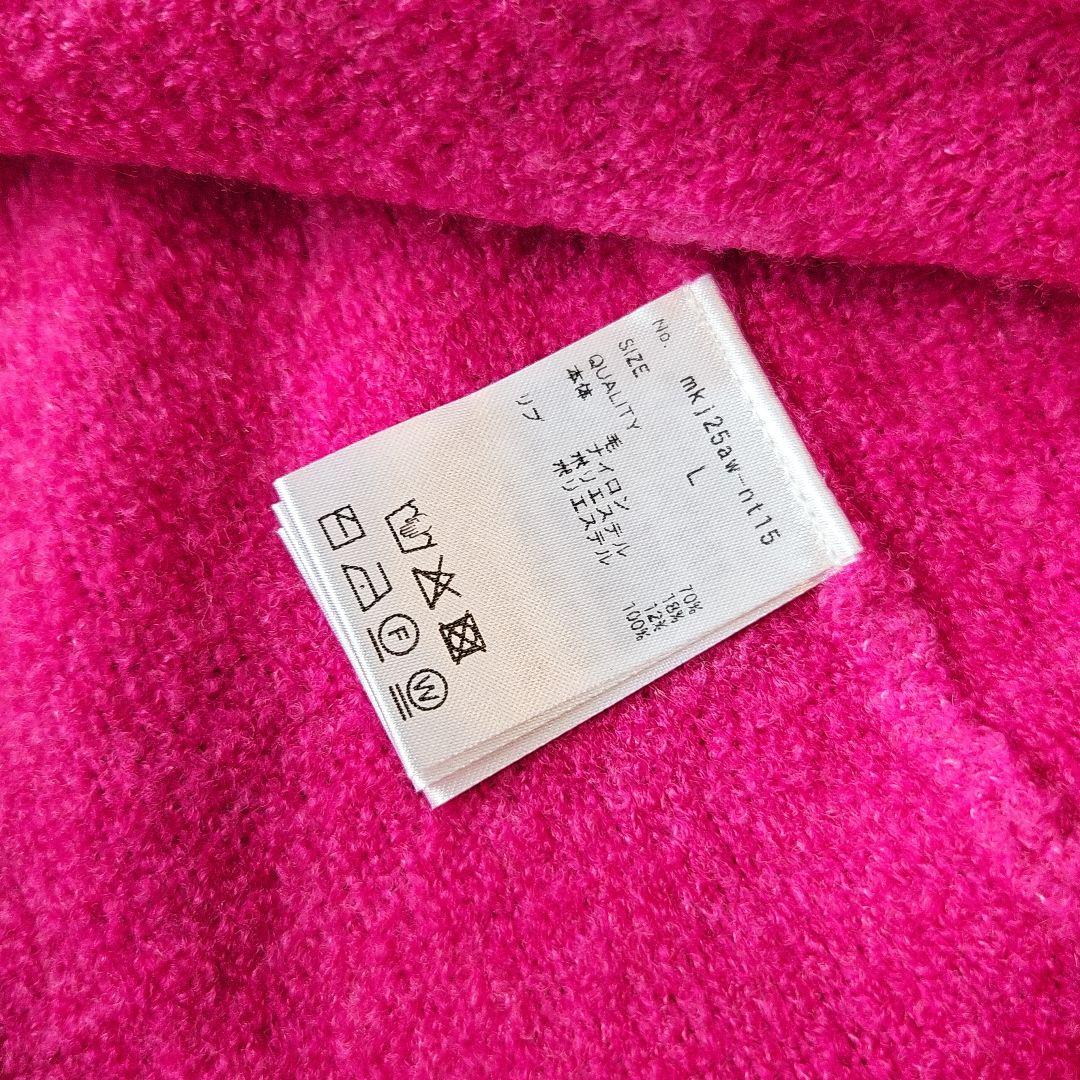 No. mkj25aw-nt15
SIZE L
QUALITY
本体 毛 70%
ナイロン 18%
ポリエステル 12%
リブ ポリエステル 100%
F
W